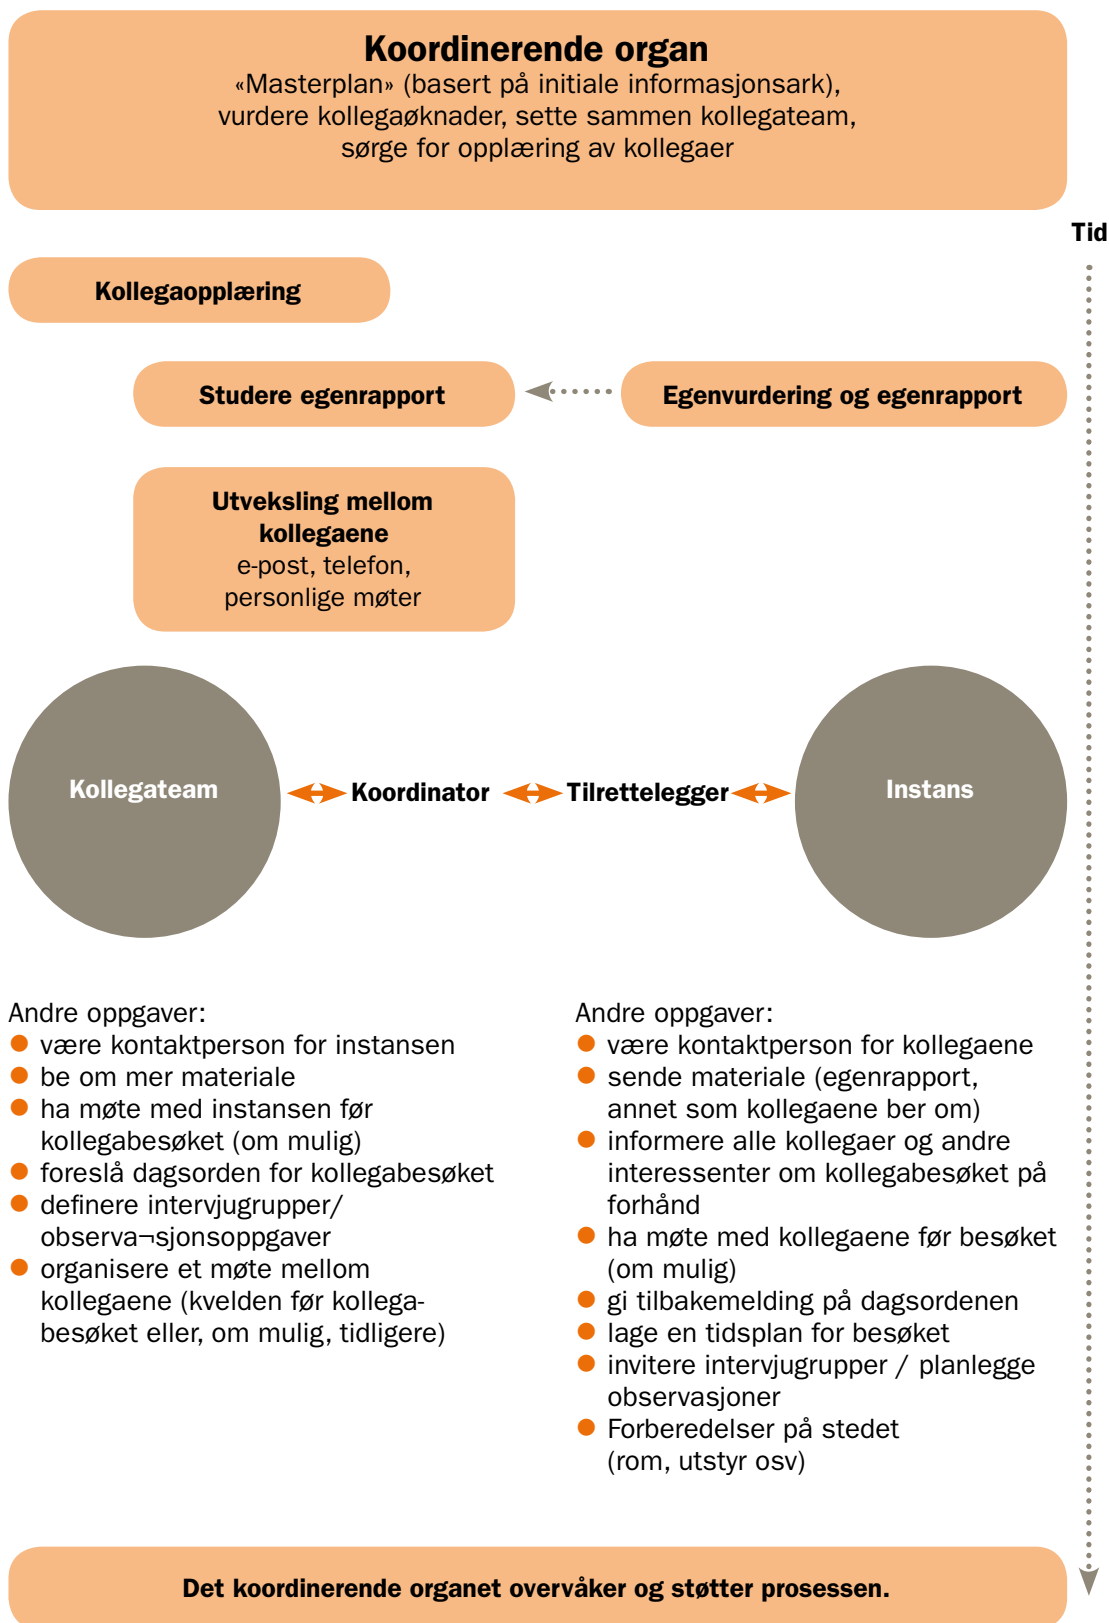 Koordinerende organ
«Masterplan» (basert på initiale informasjonsark),
vurdere kollegaøknader, sette sammen kollegateam,
sørge for opplæring av kollegaer
Tid
Kollegaopplæring
Studere egenrapport
Egenvurdering og egenrapport
Utveksling mellom
kollegaene
e-post, telefon,
personlige møter
Kollegateam
Koordinator
Tilrettelegger
Instans
Andre oppgaver:
● være kontaktperson for instansen
● be om mer materiale
● ha møte med instansen før
kollegabesøket (om mulig)
● foreslå dagsorden for kollegabesøket
● definere intervjugrupper/
observa¬sjonsoppgaver
● organisere et møte mellom
kollegaene (kvelden før kollega-
besøket eller, om mulig, tidligere)
Andre oppgaver:
● være kontaktperson for kollegaene
● sende materiale (egenrapport,
annet som kollegaene ber om)
● informere alle kollegaer og andre
interessenter om kollegabesøket på
forhånd
● ha møte med kollegaene før besøket
(om mulig)
● gi tilbakemelding på dagsordenen
● lage en tidsplan for besøket
● invitere intervjugrupper / planlegge
observasjoner
● Forberedelser på stedet
(rom, utstyr osv)
Det koordinerende organet overvåker og støtter prosessen.